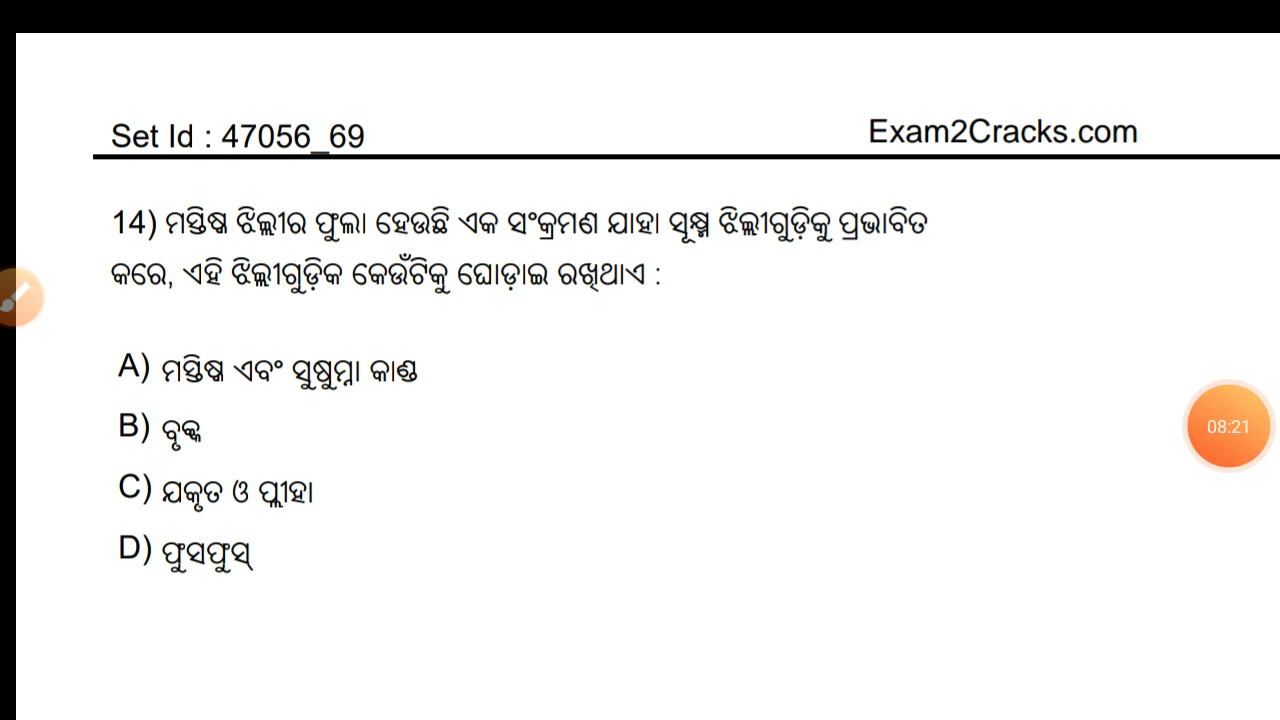 Set Id : 47056_69
Exam2Cracks.com
14) ମସ୍ତିଷ୍କ ଝିଲ୍ଲୀର ଫୁଲା ହେଉଛି ଏକ ସଂକ୍ରମଣ ଯାହା ସୂକ୍ଷ୍ମ ଝିଲ୍ଲୀଗୁଡ଼ିକୁ ପ୍ରଭାବିତ
କରେ, ଏହି ଝିଲ୍ଲୀଗୁଡ଼ିକ କେଉଁଟିକୁ ଘୋଡ଼ାଇ ରଖିଥାଏ :
A) ମସ୍ତିଷ୍କ ଏବଂ ସୁଷୁମ୍ନା କାଣ୍ଡ
B) ବୃକ୍କ
08:21
C) ଯକୃତ ଓ ପ୍ଲୀହା
D) ଫୁସଫୁସ୍